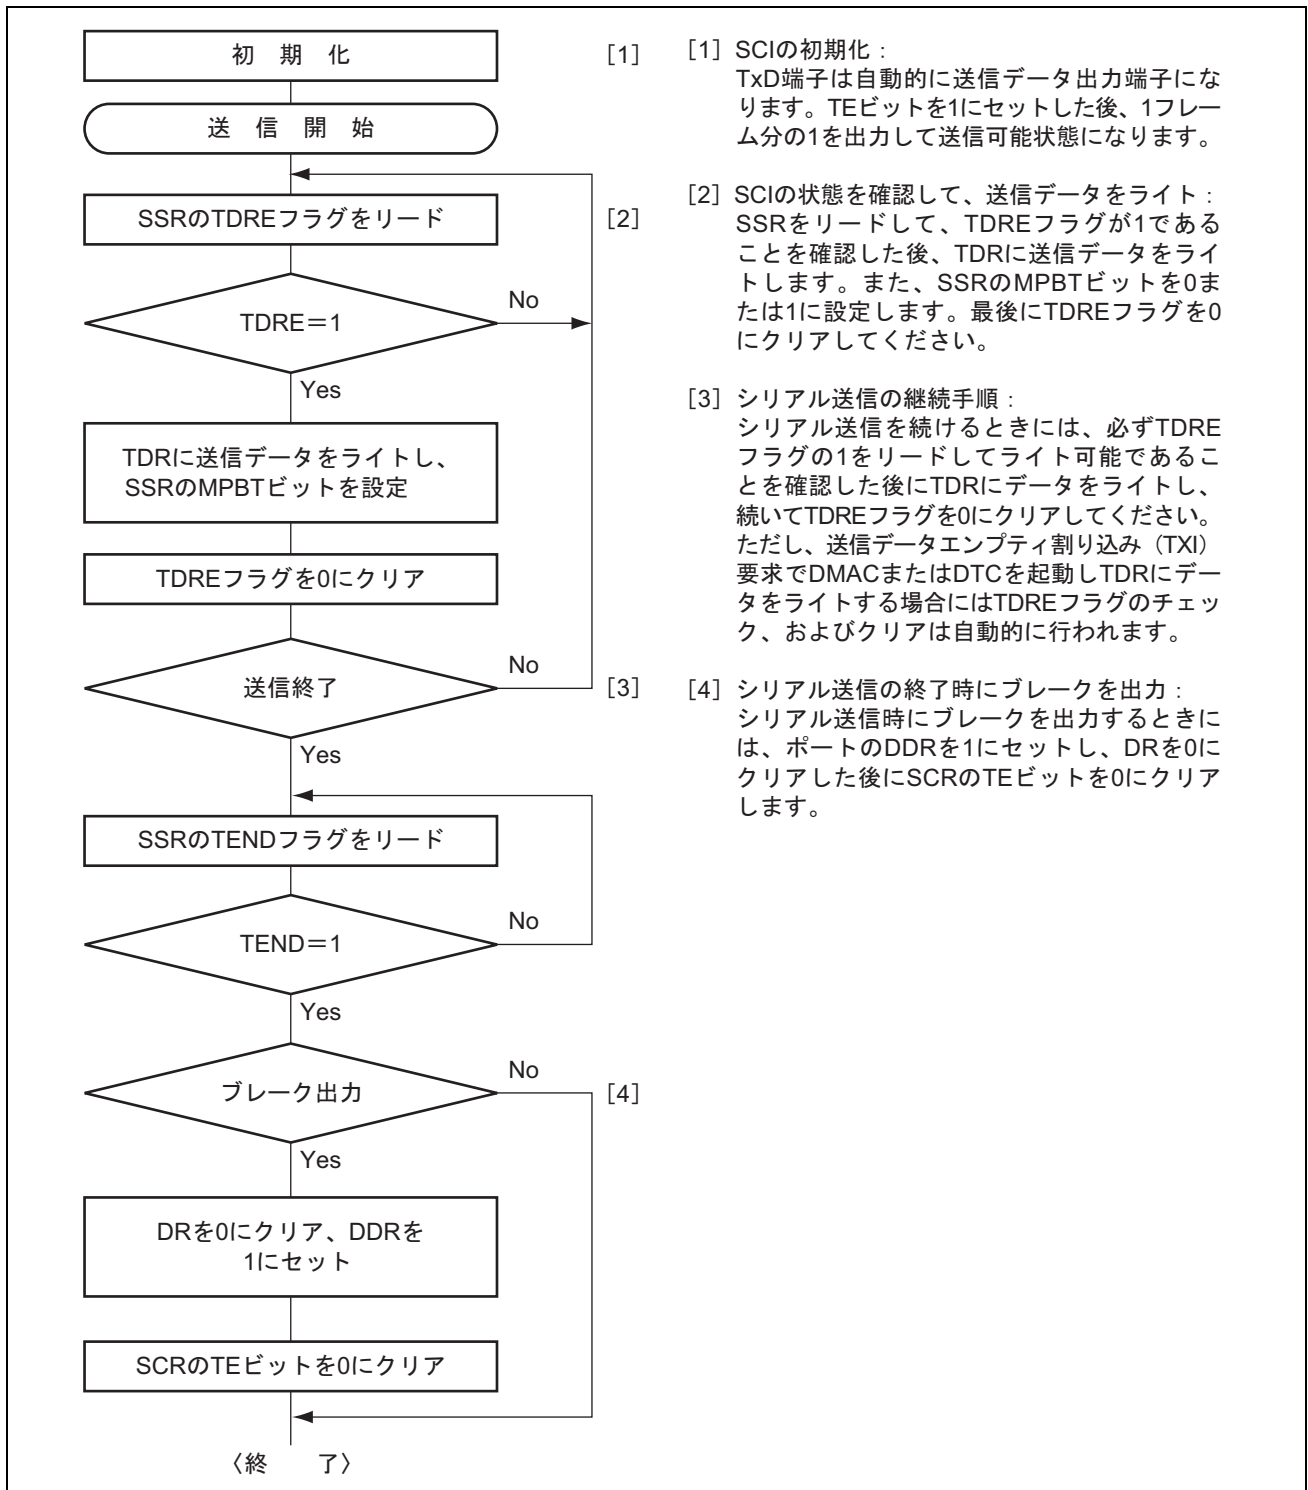 初　期　化
[1]
送　信　開　始
SSRのTDREフラグをリード
[2]
TDRE＝1
No
Yes
TDRに送信データをライトし、
SSRのMPBTビットを設定
TDREフラグを0にクリア
送信終了
No
[3]
Yes
SSRのTENDフラグをリード
TEND＝1
No
Yes
ブレーク出力
No
[4]
Yes
DRを0にクリア、DDRを
1にセット
SCRのTEビットを0にクリア
〈終　　了〉
[1] SCIの初期化：
TxD端子は自動的に送信データ出力端子にな
ります。TEビットを1にセットした後、1フレー
ム分の1を出力して送信可能状態になります。
[2] SCIの状態を確認して、送信データをライト：
SSRをリードして、TDREフラグが1である
ことを確認した後、TDRに送信データをライ
トします。また、SSRのMPBTビットを0ま
たは1に設定します。最後にTDREフラグを0
にクリアしてください。
[3] シリアル送信の継続手順：
シリアル送信を続けるときには、必ずTDRE
フラグの1をリードしてライト可能であるこ
とを確認した後にTDRにデータをライトし、
続いてTDREフラグを0にクリアしてください。
ただし、送信データエンプティ割り込み（TXI）
要求でDMACまたはDTCを起動しTDRにデー
タをライトする場合にはTDREフラグのチェッ
ク、およびクリアは自動的に行われます。
[4] シリアル送信の終了時にブレークを出力：
シリアル送信時にブレークを出力するときに
は、ポートのDDRを1にセットし、DRを0に
クリアした後にSCRのTEビットを0にクリア
します。